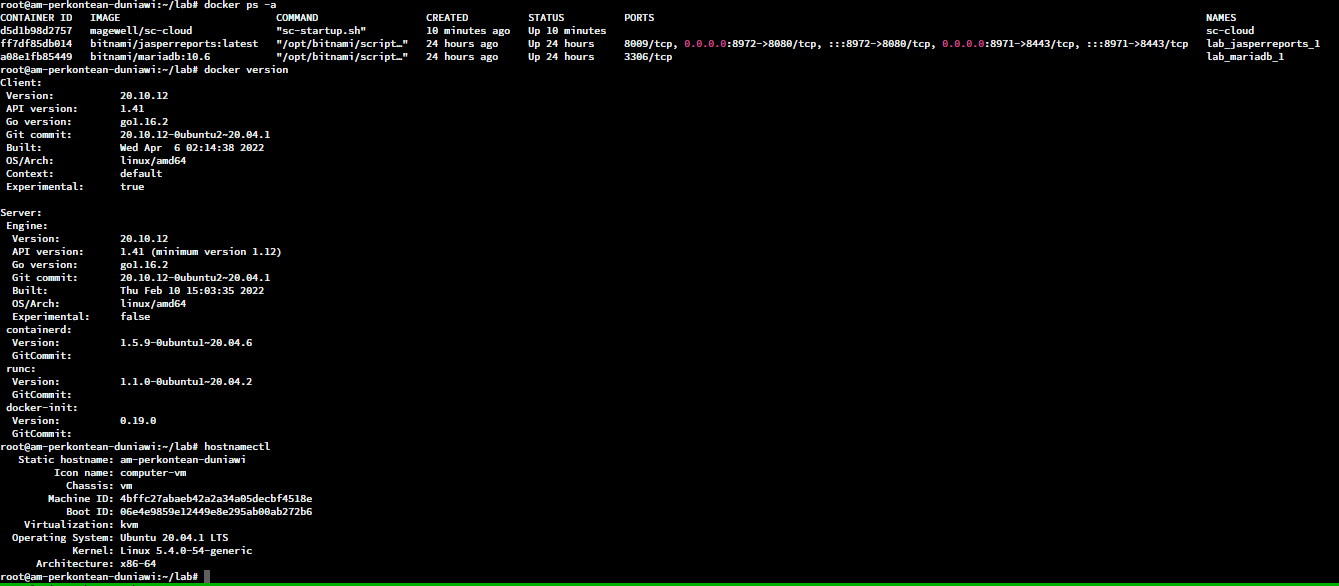 root@am-perkontean-duniawi:~/lab# docker ps -a
CONTAINER ID   IMAGE                          COMMAND                  CREATED          STATUS          PORTS                                                                                            NAMES
d5d1b98d2757   magewell/sc-cloud              "sc-startup.sh"          10 minutes ago   Up 10 minutes                                                                                                    sc-cloud
ff7df85db014   bitnami/jasperreports:latest   "/opt/bitnami/script…"   24 hours ago     Up 24 hours     8009/tcp, 0.0.0.0:8972->8080/tcp, :::8972->8080/tcp, 0.0.0.0:8971->8443/tcp, :::8971->8443/tcp   lab_jasperreports_1
a08e1fb85449   bitnami/mariadb:10.6           "/opt/bitnami/script…"   24 hours ago     Up 24 hours     3306/tcp                                                                                         lab_mariadb_1
root@am-perkontean-duniawi:~/lab# docker version
Client:
 Version:           20.10.12
 API version:       1.41
 Go version:        go1.16.2
 Git commit:        20.10.12-0ubuntu2~20.04.1
 Built:             Wed Apr  6 02:14:38 2022
 OS/Arch:           linux/amd64
 Context:           default
 Experimental:      true

Server:
 Engine:
  Version:          20.10.12
  API version:      1.41 (minimum version 1.12)
  Go version:       go1.16.2
  Git commit:       20.10.12-0ubuntu2~20.04.1
  Built:            Thu Feb 10 15:03:35 2022
  OS/Arch:          linux/amd64
  Experimental:     false
 containerd:
  Version:          1.5.9-0ubuntu1~20.04.6
  GitCommit:
 runc:
  Version:          1.1.0-0ubuntu1~20.04.2
  GitCommit:
 docker-init:
  Version:          0.19.0
  GitCommit:
root@am-perkontean-duniawi:~/lab# hostnamectl
   Static hostname: am-perkontean-duniawi
         Icon name: computer-vm
           Chassis: vm
        Machine ID: 4bffc27abaeb42a2a34a05decbf4518e
           Boot ID: 06e4e9859e12449e8e295ab00ab272b6
    Virtualization: kvm
  Operating System: Ubuntu 20.04.1 LTS
            Kernel: Linux 5.4.0-54-generic
      Architecture: x86-64
root@am-perkontean-duniawi:~/lab#